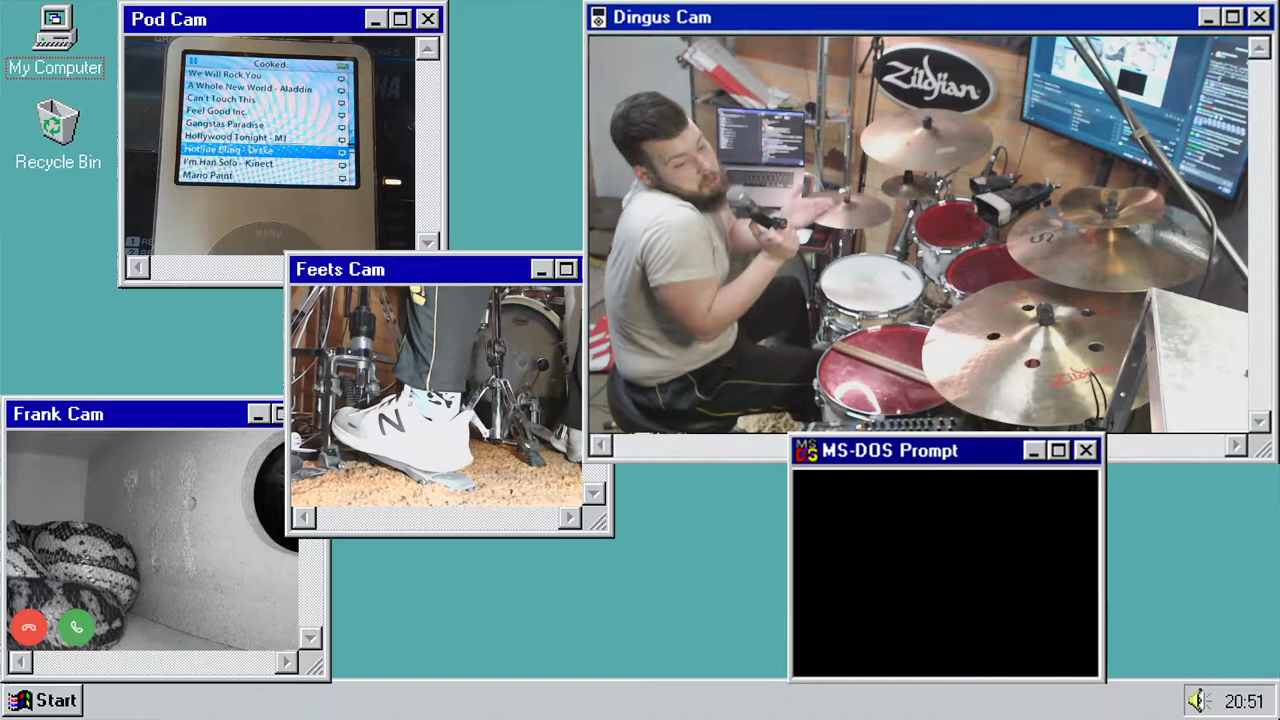 My Computer
Recycle Bin
Pod Cam
Cooked.
We Will Rock You
A Whole New World - Aladdin
Can't Touch This
Feel Good Inc.
Gangstas Paradise
Hollywood Tonight - MJ
Hotline Bling - Drake
I'm Han Solo - Kinect
Mario Paint
MENU
Feets Cam
N
Frank Cam
Dingus Cam
Zildjian
Zildjian
MS-DOS Prompt
Start
20:51